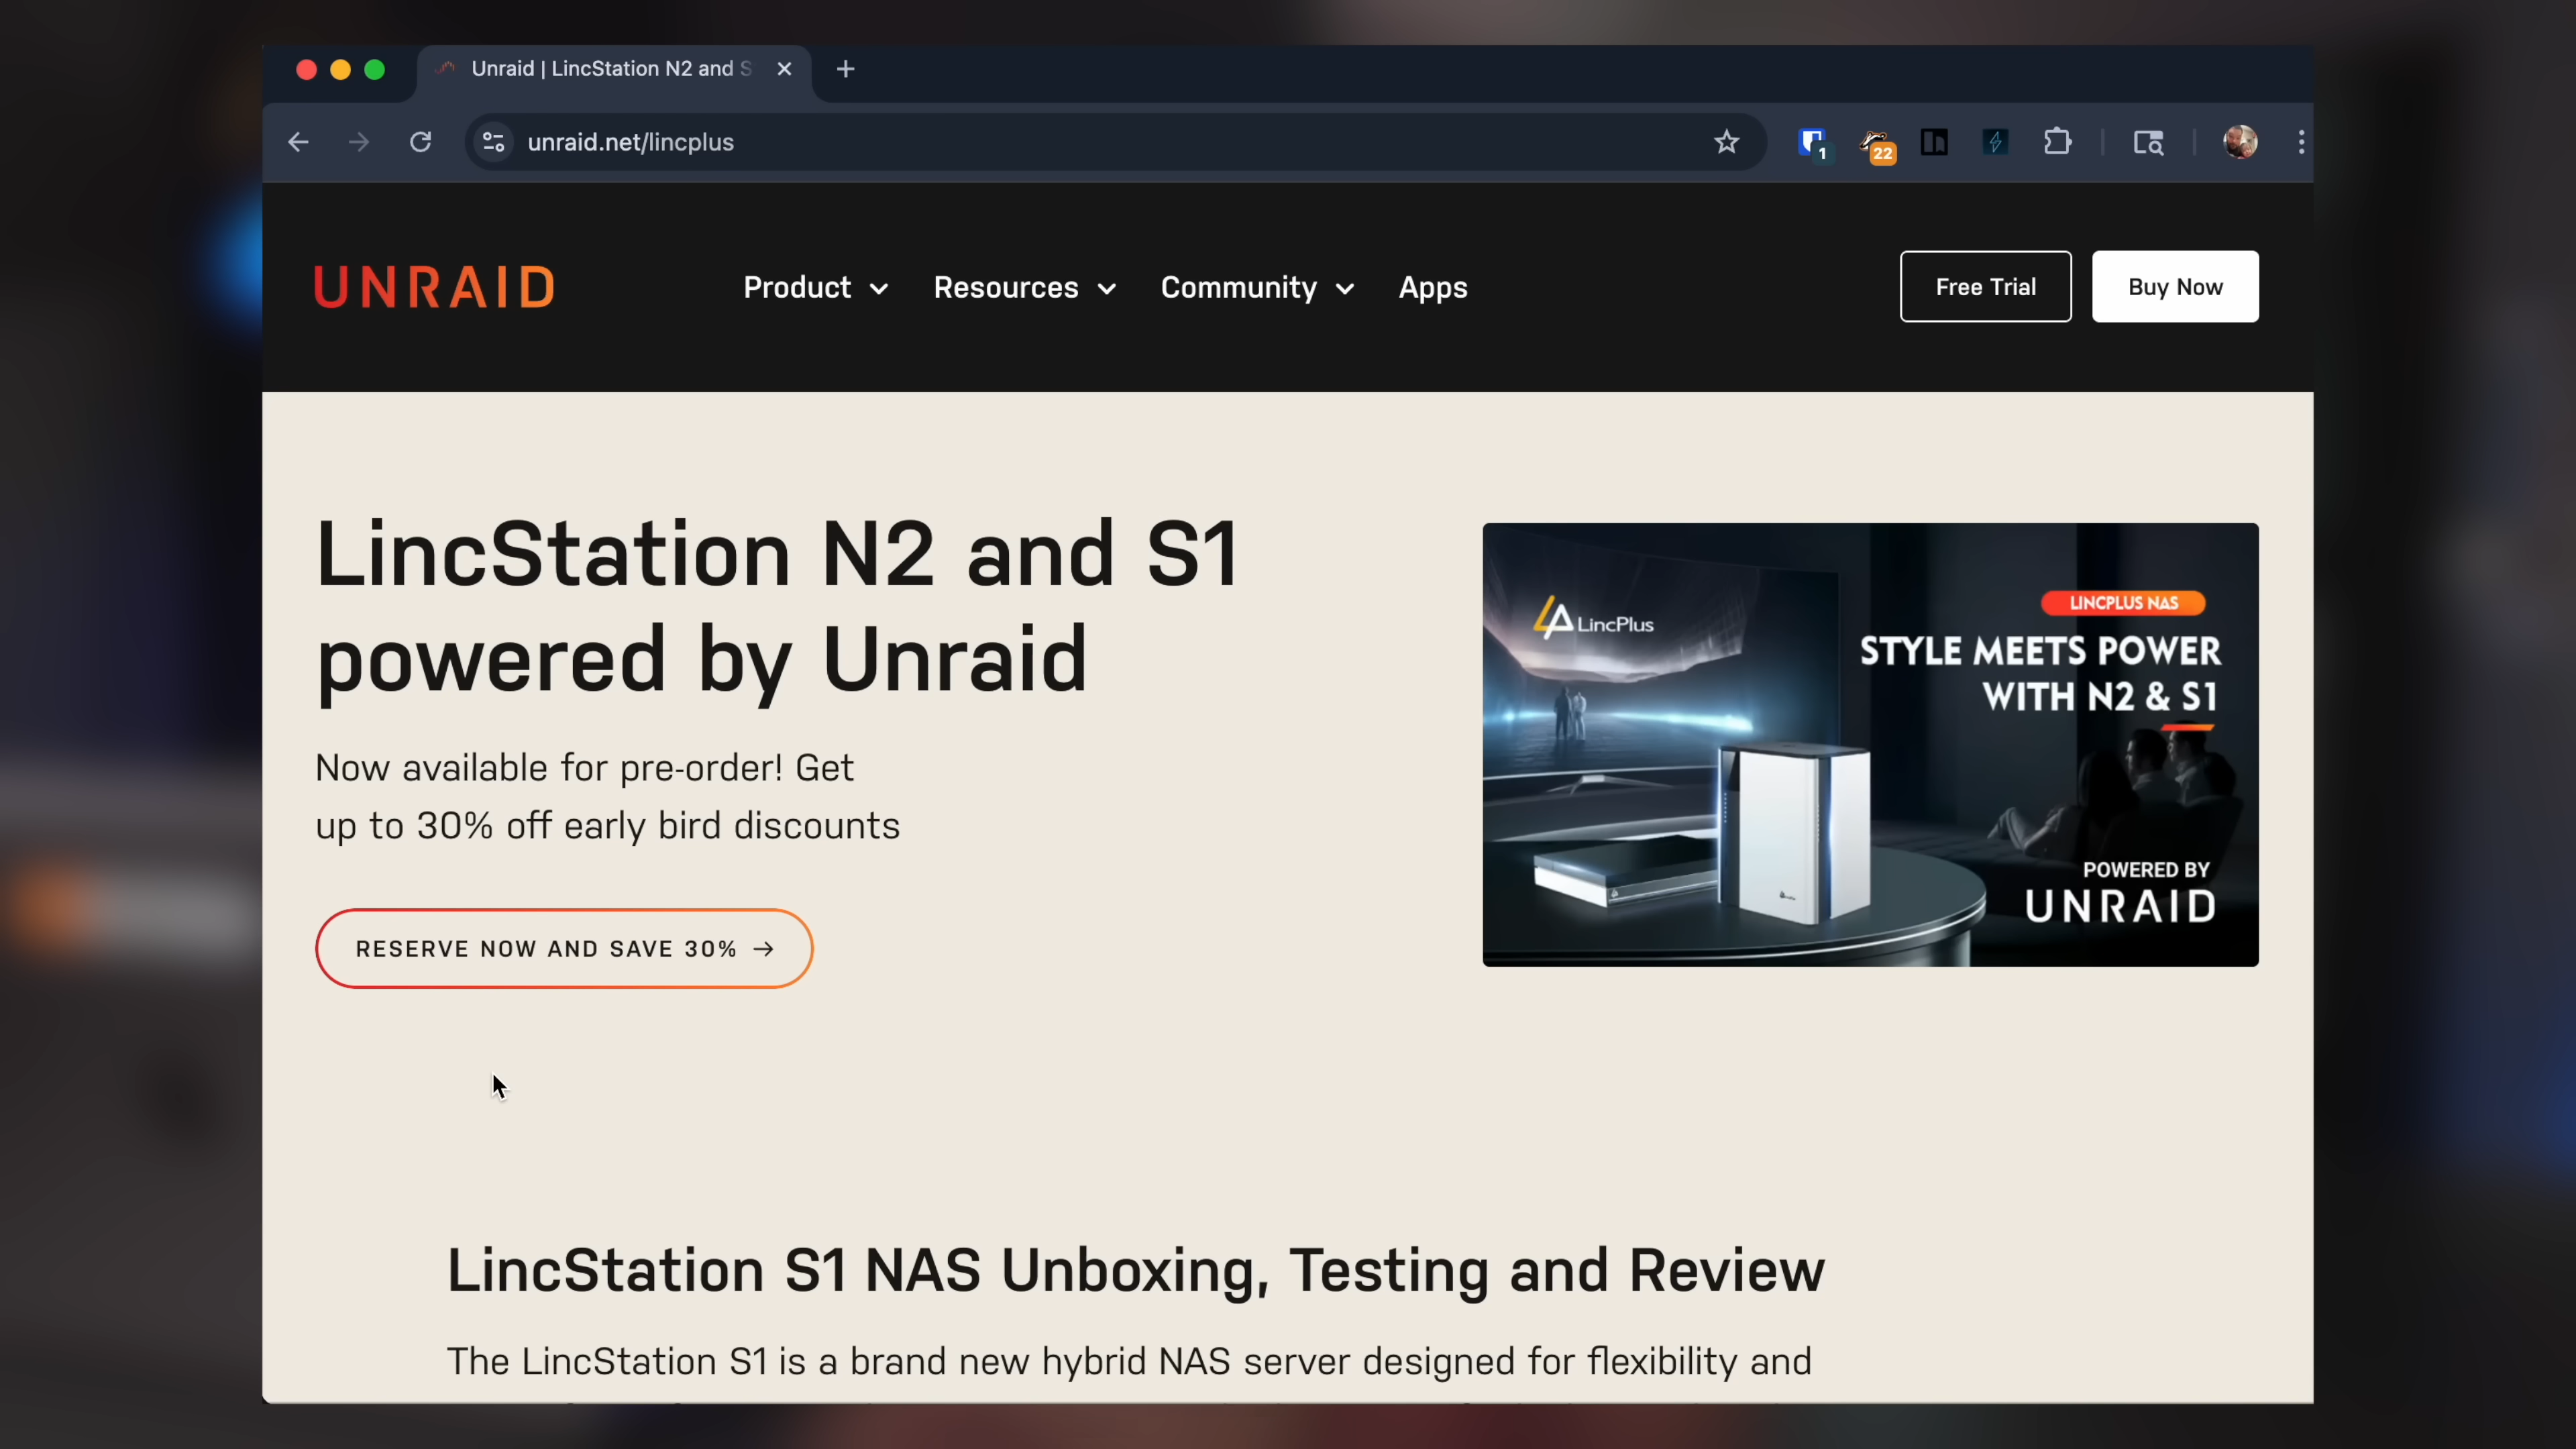 Unraid | LincStation N2 and S
unraid.net/lincplus
1
22
UNRAID
Product
Resources
Community
Apps
Free Trial
Buy Now
LincStation N2 and S1
powered by Unraid
Now available for pre-order! Get
up to 30% off early bird discounts
RESERVE NOW AND SAVE 30% →
LincPlus
LINCPLUS NAS
STYLE MEETS POWER
WITH N2 & S1
POWERED BY
UNRAID
LincStation S1 NAS Unboxing, Testing and Review
The LincStation S1 is a brand new hybrid NAS server designed for flexibility and